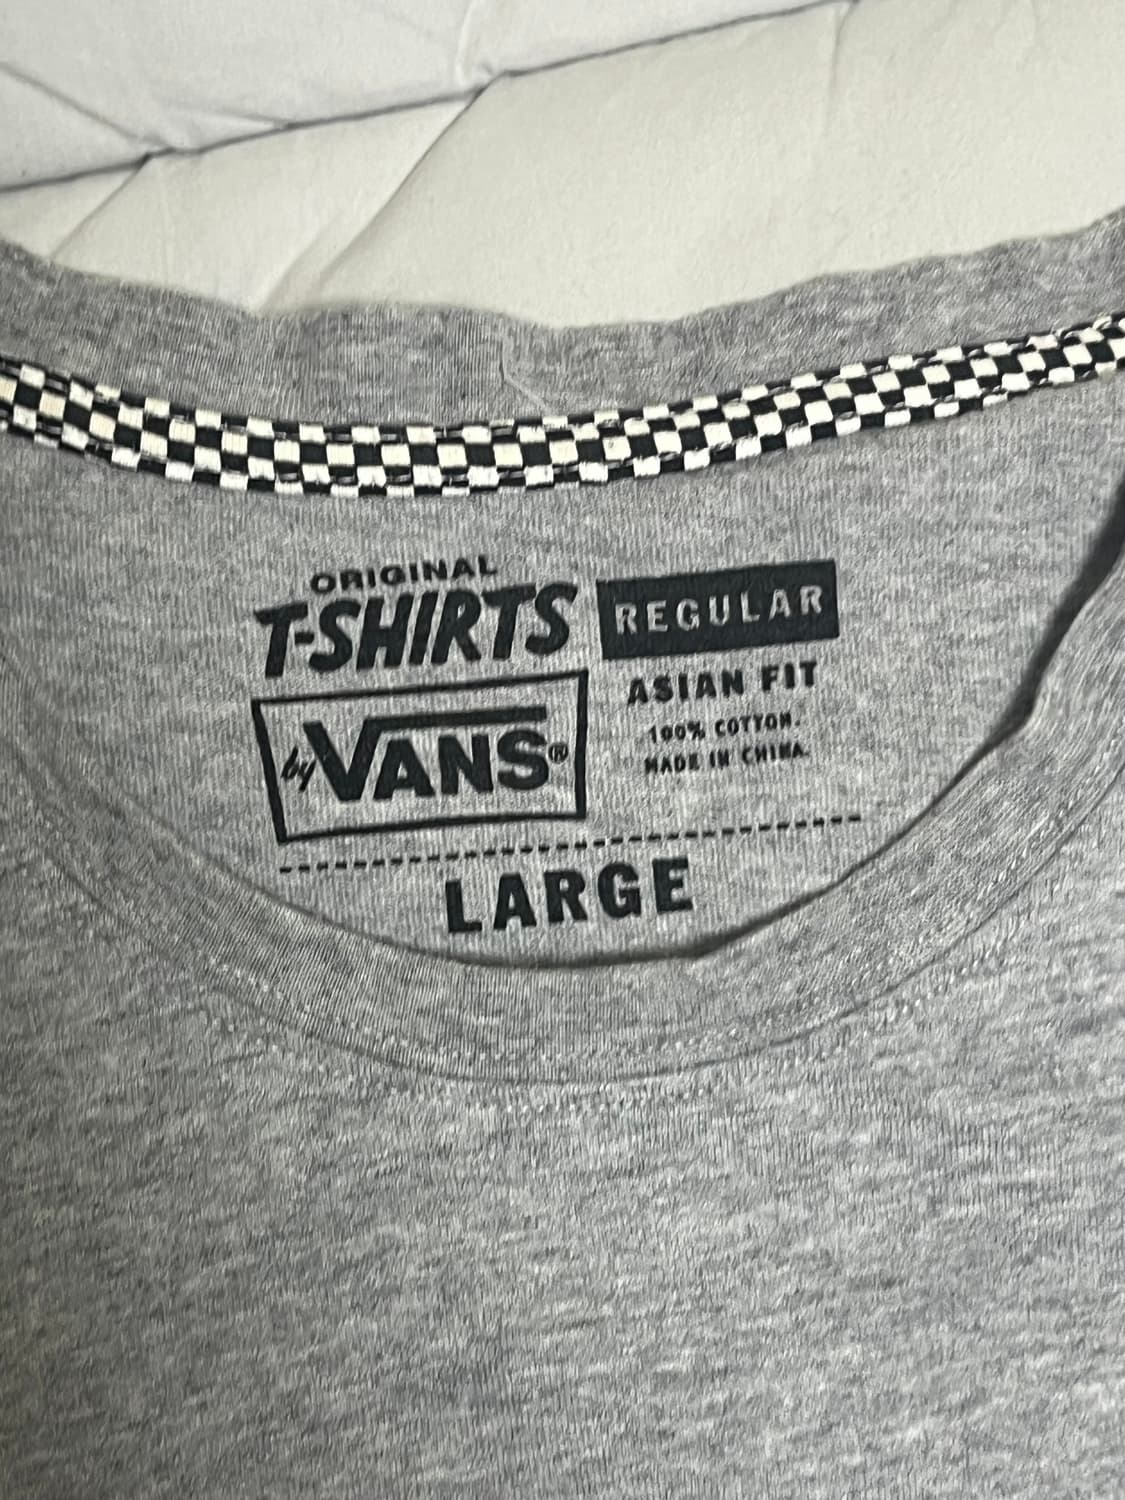 ORIGINAL
T-SHIRTS
by VANS®
REGULAR
ASIAN FIT
100% COTTON.
MADE IN CHINA.
LARGE